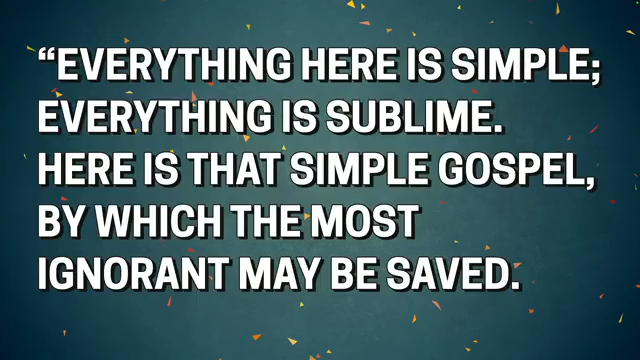 “EVERYTHING HERE IS SIMPLE;
EVERYTHING IS SUBLIME.
HERE IS THAT SIMPLE GOSPEL,
BY WHICH THE MOST
IGNORANT MAY BE SAVED.